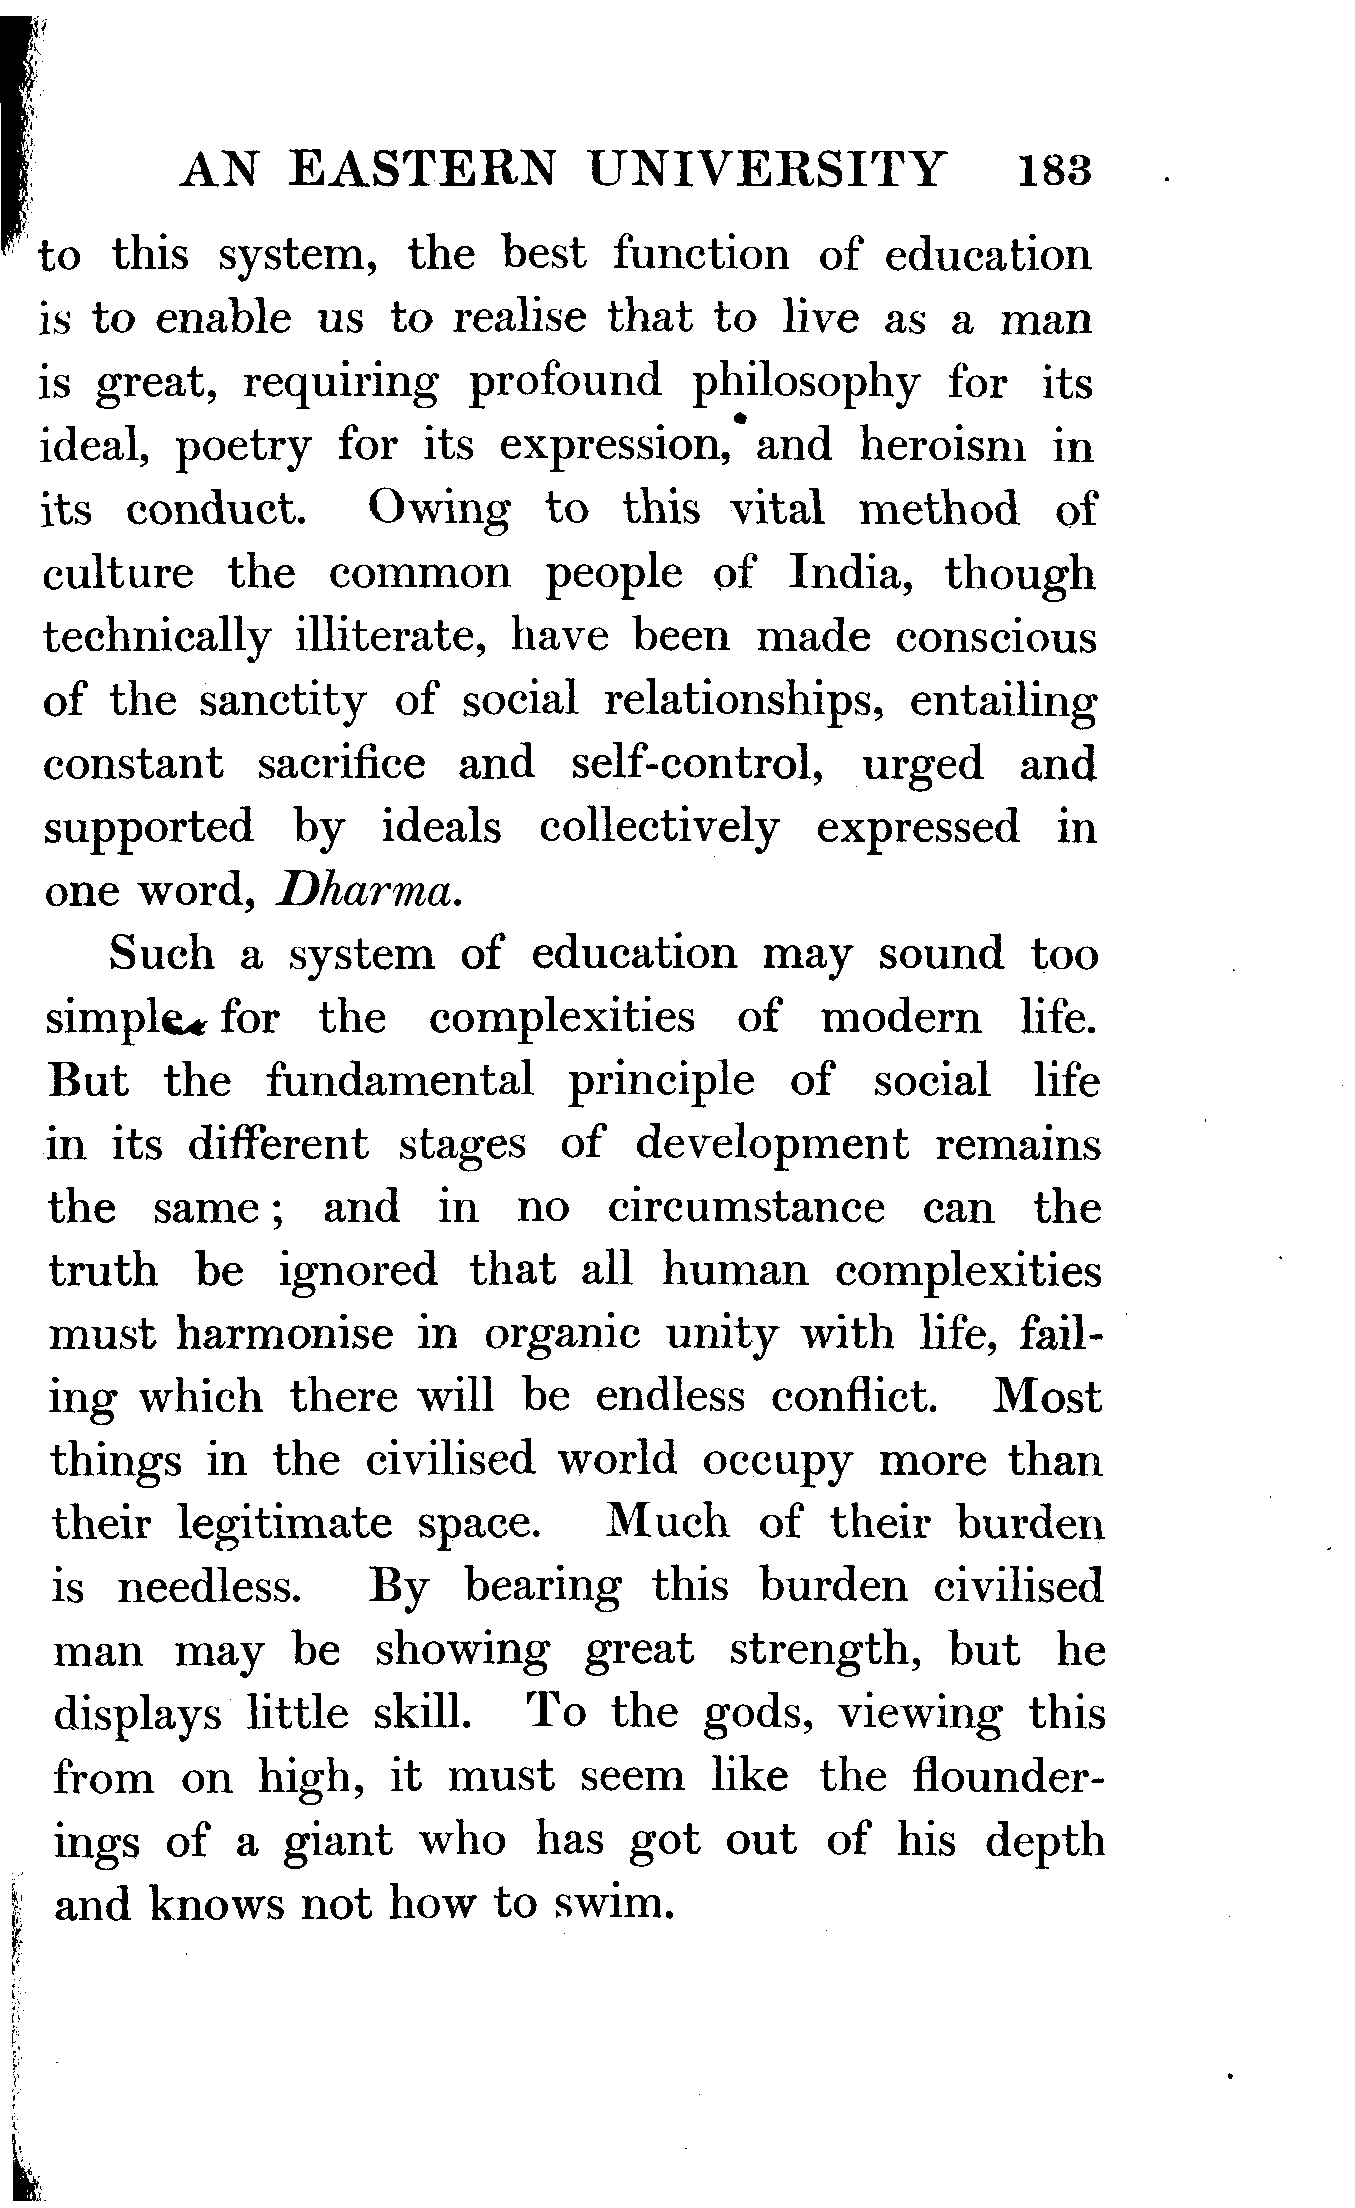 AN EASTERN UNIVERSITY 183
to this system, the best function of education
is to enable us to realise that to live as a man
is great, requiring profound philosophy for its
ideal, poetry for its expression, and heroism in
its conduct. Owing to this vital method of
culture the common people of India, though
technically illiterate, have been made conscious
of the sanctity of social relationships, entailing
constant sacrifice and self-control, urged and
supported by ideals collectively expressed in
one word, Dharma.
Such a system of education may sound too
simple for the complexities of modern life.
But the fundamental principle of social life
in its different stages of development remains
the same; and in no circumstance can the
truth be ignored that all human complexities
must harmonise in organic unity with life, fail-
ing which there will be endless conflict. Most
things in the civilised world occupy more than
their legitimate space. Much of their burden
is needless. By bearing this burden civilised
man may be showing great strength, but he
displays little skill. To the gods, viewing this
from on high, it must seem like the flounder-
ings of a giant who has got out of his depth
and knows not how to swim.